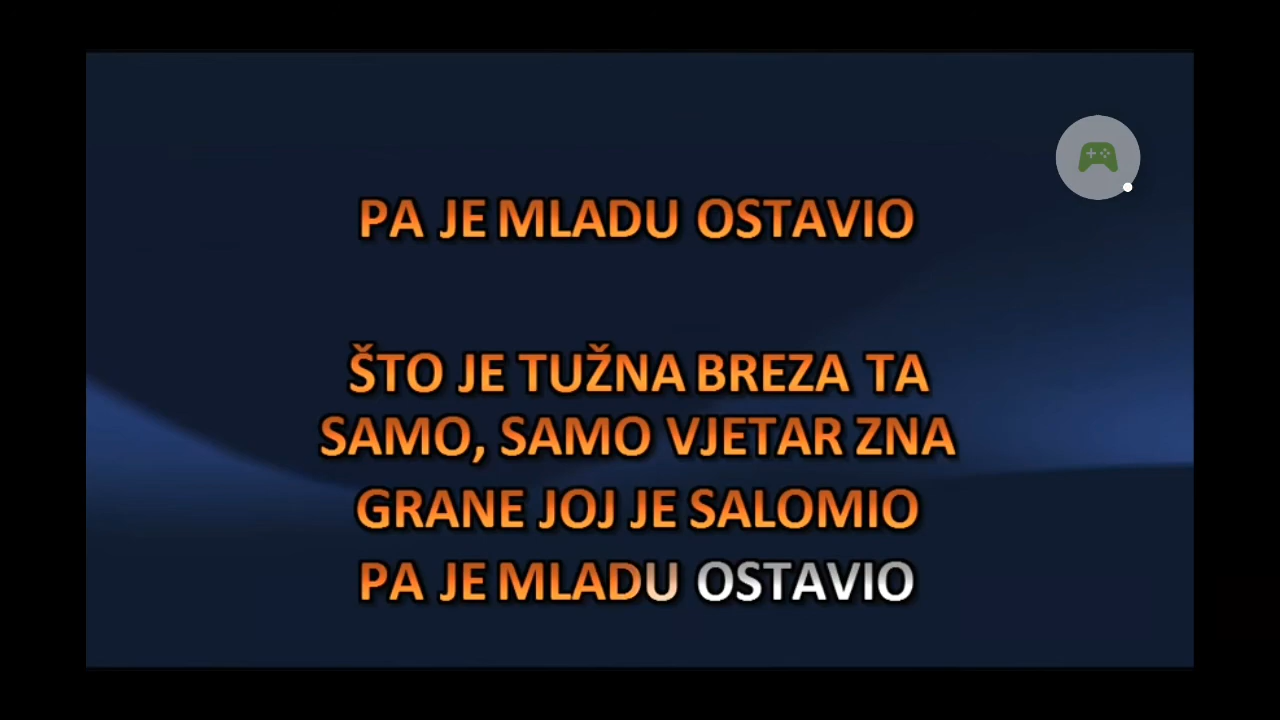 PA JE MLADU OSTAVIO
ŠTO JE TUŽNA BREZA TA
SAMO, SAMO VJETAR ZNA
GRANE JOJ JE SALOMIO
PA JE MLADU OSTAVIO